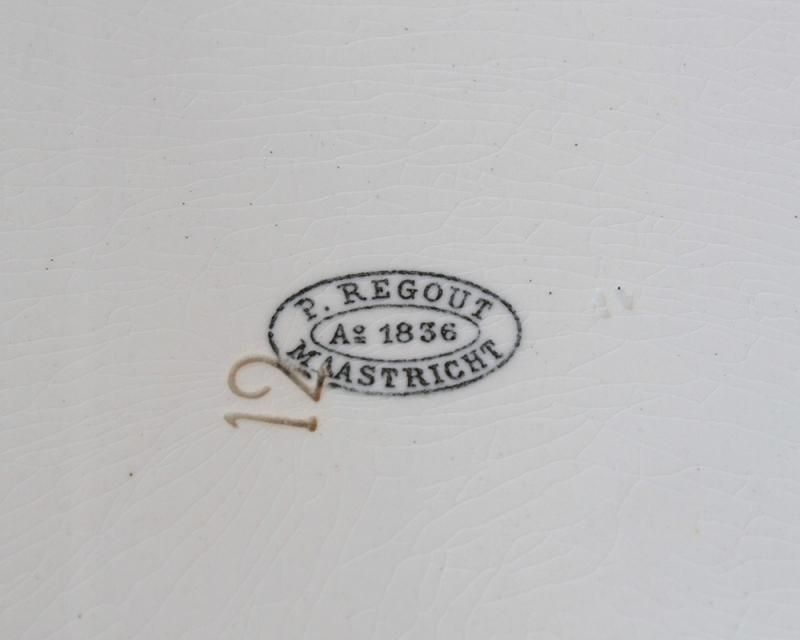 P. REGOUT
Aº 1836
MAASTRICHT
12